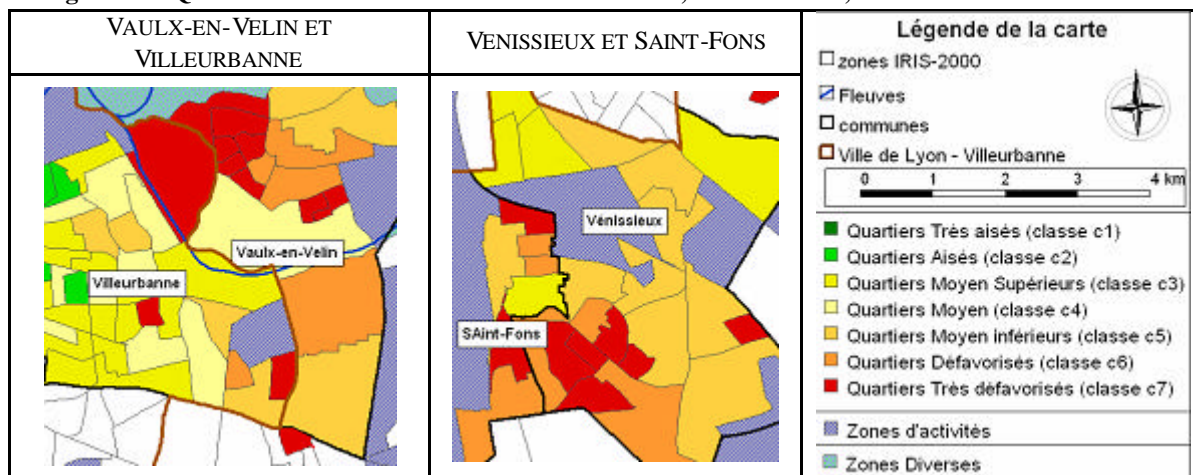 VAULX-EN-VELIN ET
VILLEURBANNE
Vaulx-en-Velin
Villeurbanne
VENISSIEUX ET SAINT-FONS
Vénissieux
SAint-Fons
Légende de la carte
zones IRIS-2000
Fleuves
communes
Ville de Lyon - Villeurbanne
0 1 2 3 4 km
Quartiers Très aisés (classe c1)
Quartiers Aisés (classe c2)
Quartiers Moyen Supérieurs (classe c3)
Quartiers Moyen (classe c4)
Quartiers Moyen inférieurs (classe c5)
Quartiers Défavorisés (classe c6)
Quartiers Très défavorisés (classe c7)
Zones d'activités
Zones Diverses